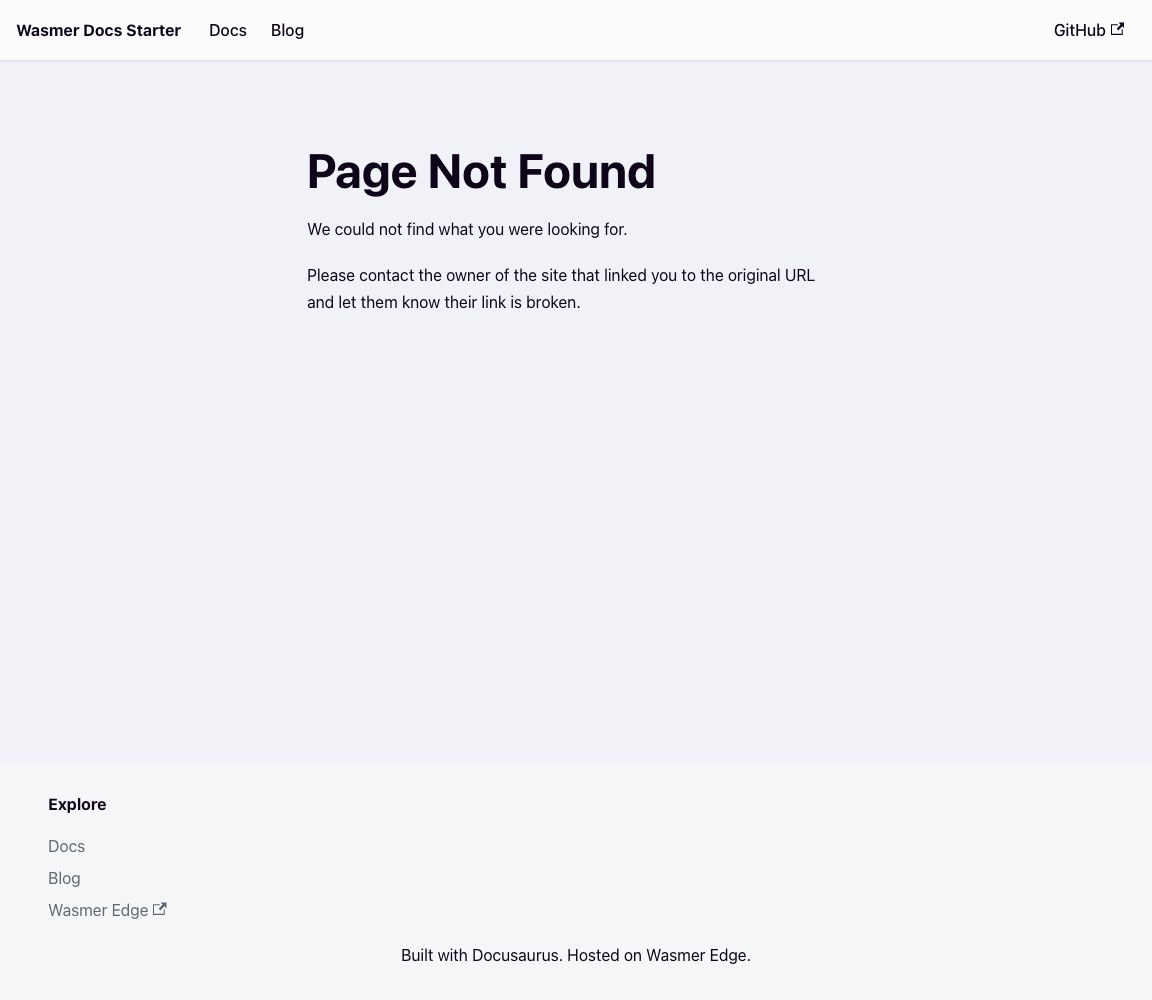 Wasmer Docs Starter Docs Blog GitHub
Page Not Found
We could not find what you were looking for.
Please contact the owner of the site that linked you to the original URL
and let them know their link is broken.
Explore
Docs
Blog
Wasmer Edge
Built with Docusaurus. Hosted on Wasmer Edge.